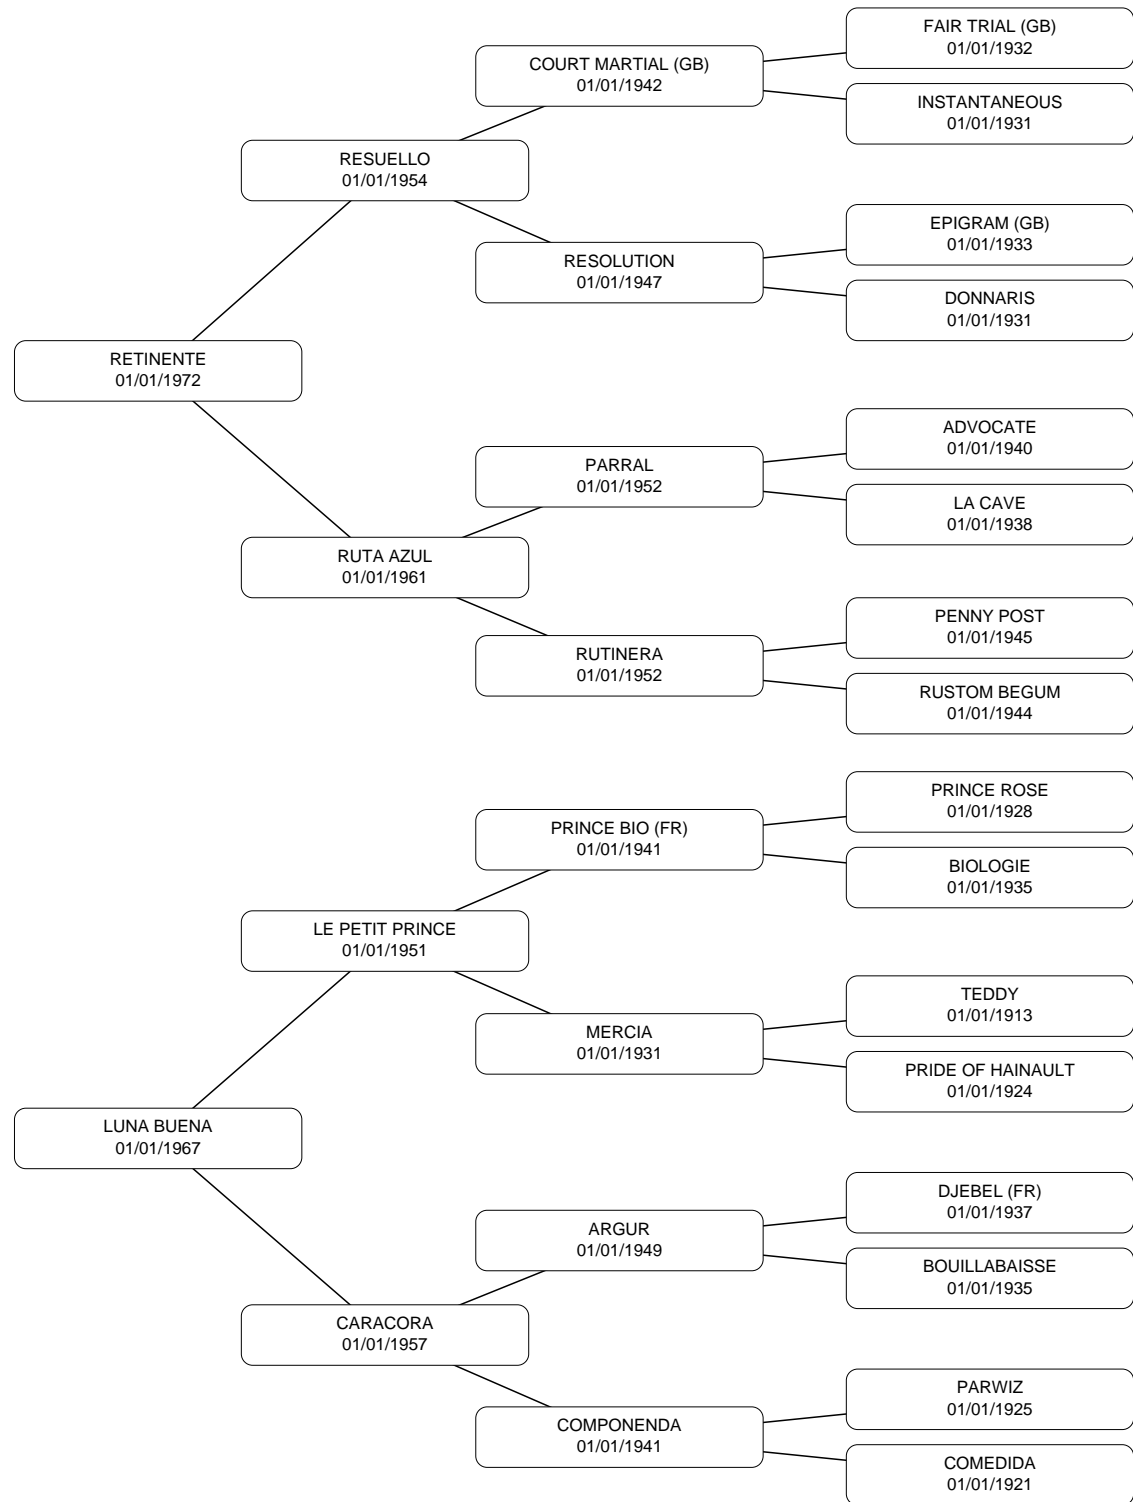 FAIR TRIAL (GB)
01/01/1932
COURT MARTIAL (GB)
01/01/1942
INSTANTANEOUS
01/01/1931
RESUELLO
01/01/1954
EPIGRAM (GB)
01/01/1933
RESOLUTION
01/01/1947
DONNARIS
01/01/1931
RETINENTE
01/01/1972
ADVOCATE
01/01/1940
PARRAL
01/01/1952
LA CAVE
01/01/1938
RUTA AZUL
01/01/1961
PENNY POST
01/01/1945
RUTINERA
01/01/1952
RUSTOM BEGUM
01/01/1944
PRINCE ROSE
01/01/1928
PRINCE BIO (FR)
01/01/1941
BIOLOGIE
01/01/1935
LE PETIT PRINCE
01/01/1951
TEDDY
01/01/1913
MERCIA
01/01/1931
PRIDE OF HAINAULT
01/01/1924
LUNA BUENA
01/01/1967
DJEBEL (FR)
01/01/1937
ARGUR
01/01/1949
BOUILLABAISSE
01/01/1935
CARACORA
01/01/1957
PARWIZ
01/01/1925
COMPONENDA
01/01/1941
COMEDIDA
01/01/1921